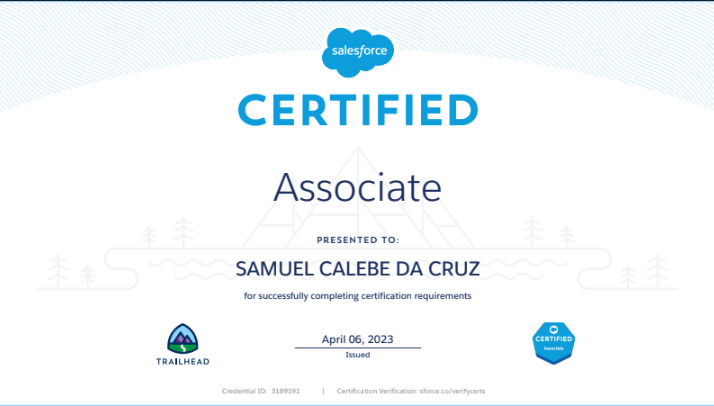 salesforce
CERTIFIED
Associate
PRESENTED TO:
SAMUEL CALEBE DA CRUZ
for successfully completing certification requirements
April 06, 2023
Issued
TRAILHEAD
CERTIFIED
Associate
Credential ID: 3189191 | Certification Verification: sforce.co/verifycerts